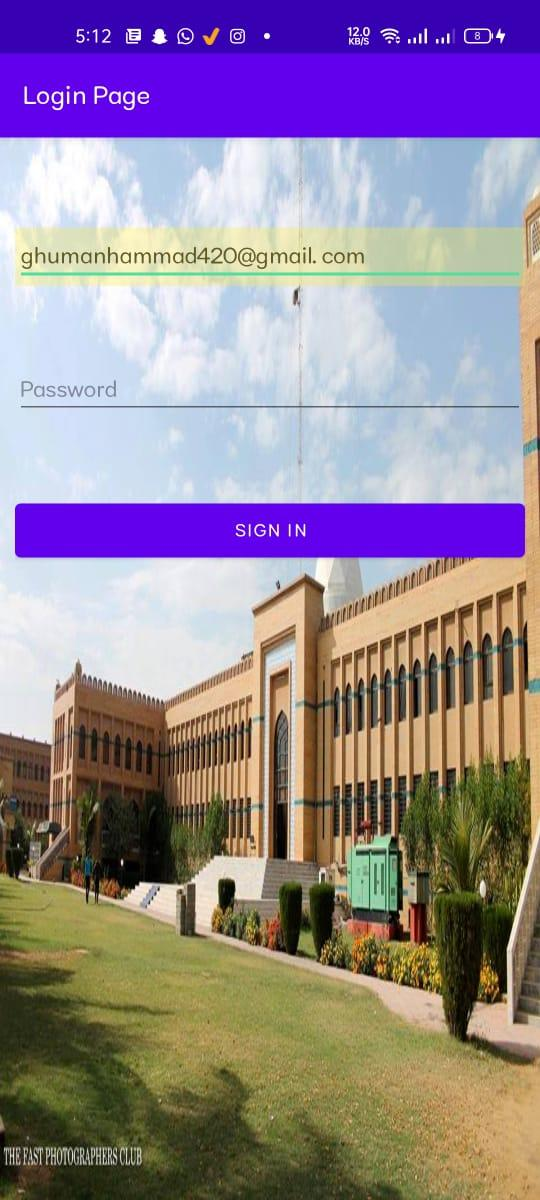 5:12
12.0
KB/S
8
Login Page
ghumanhammad420@gmail. com
Password
SIGN IN
THE FAST PHOTOGRAPHERS CLUB